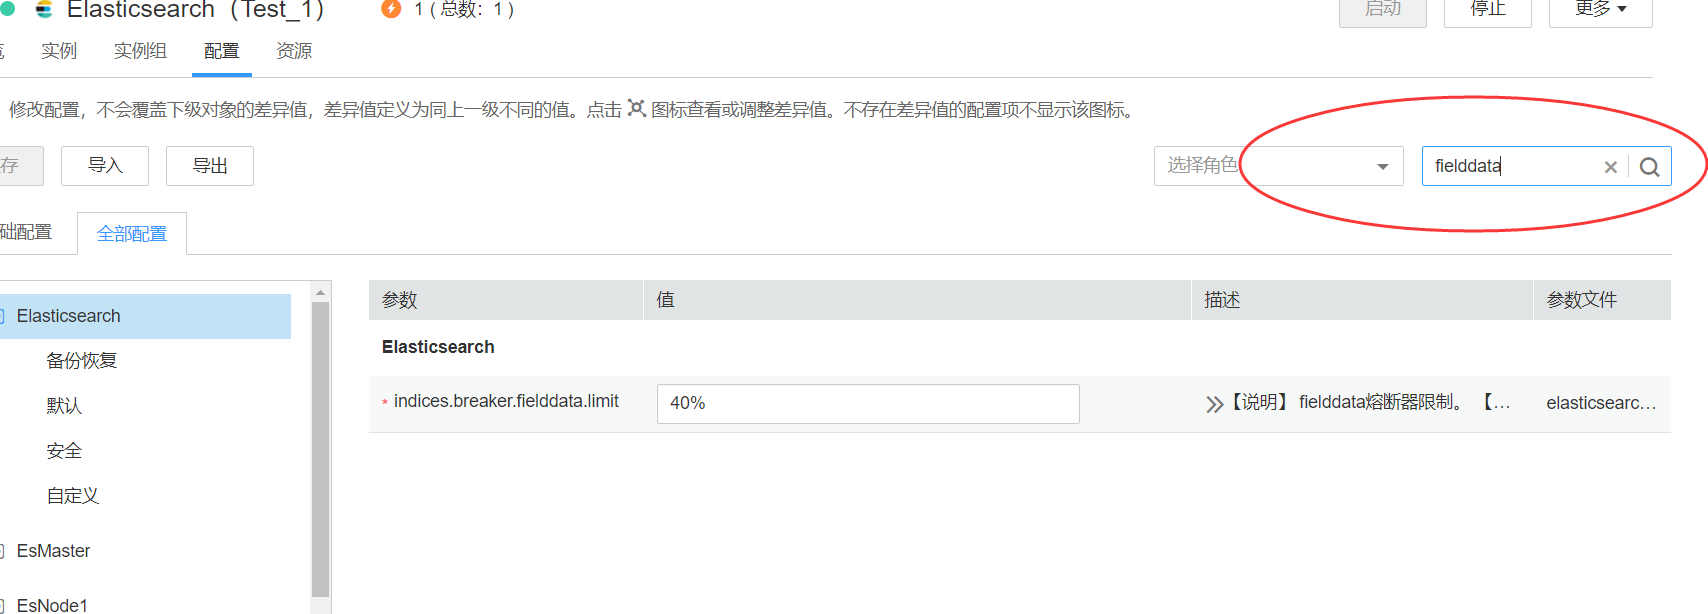 Elasticsearch（Test_1） 1 ( 总数：1 ) 启动 停止 更多
实例 实例组 配置 资源
修改配置，不会覆盖下级对象的差异值，差异值定义为同上一级不同的值。点击 图标查看或调整差异值。不存在差异值的配置项不显示该图标。
存 导入 导出 选择角色 fielddata
础配置 全部配置
参数 值 描述 参数文件
Elasticsearch
Elasticsearch
* indices.breaker.fielddata.limit 40% 【说明】 fielddata熔断器限制。 【... elasticsearc...
备份恢复
默认
安全
自定义
EsMaster
EsNode1